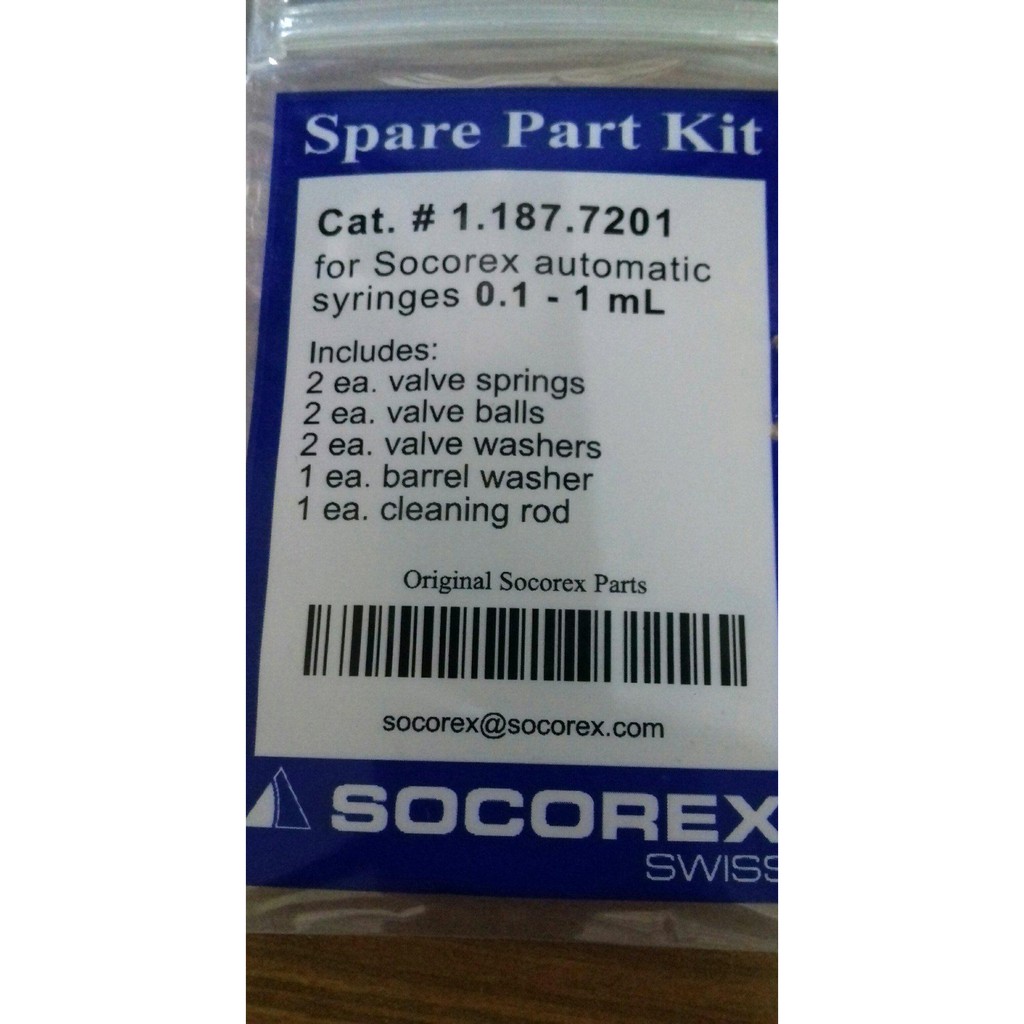 Spare Part Kit
Cat. # 1.187.7201
for Socorex automatic
syringes 0.1 - 1 mL
Includes:
2 ea. valve springs
2 ea. valve balls
2 ea. valve washers
1 ea. barrel washer
1 ea. cleaning rod
Original Socorex Parts
socorex@socorex.com
SOCOREX
SWISS